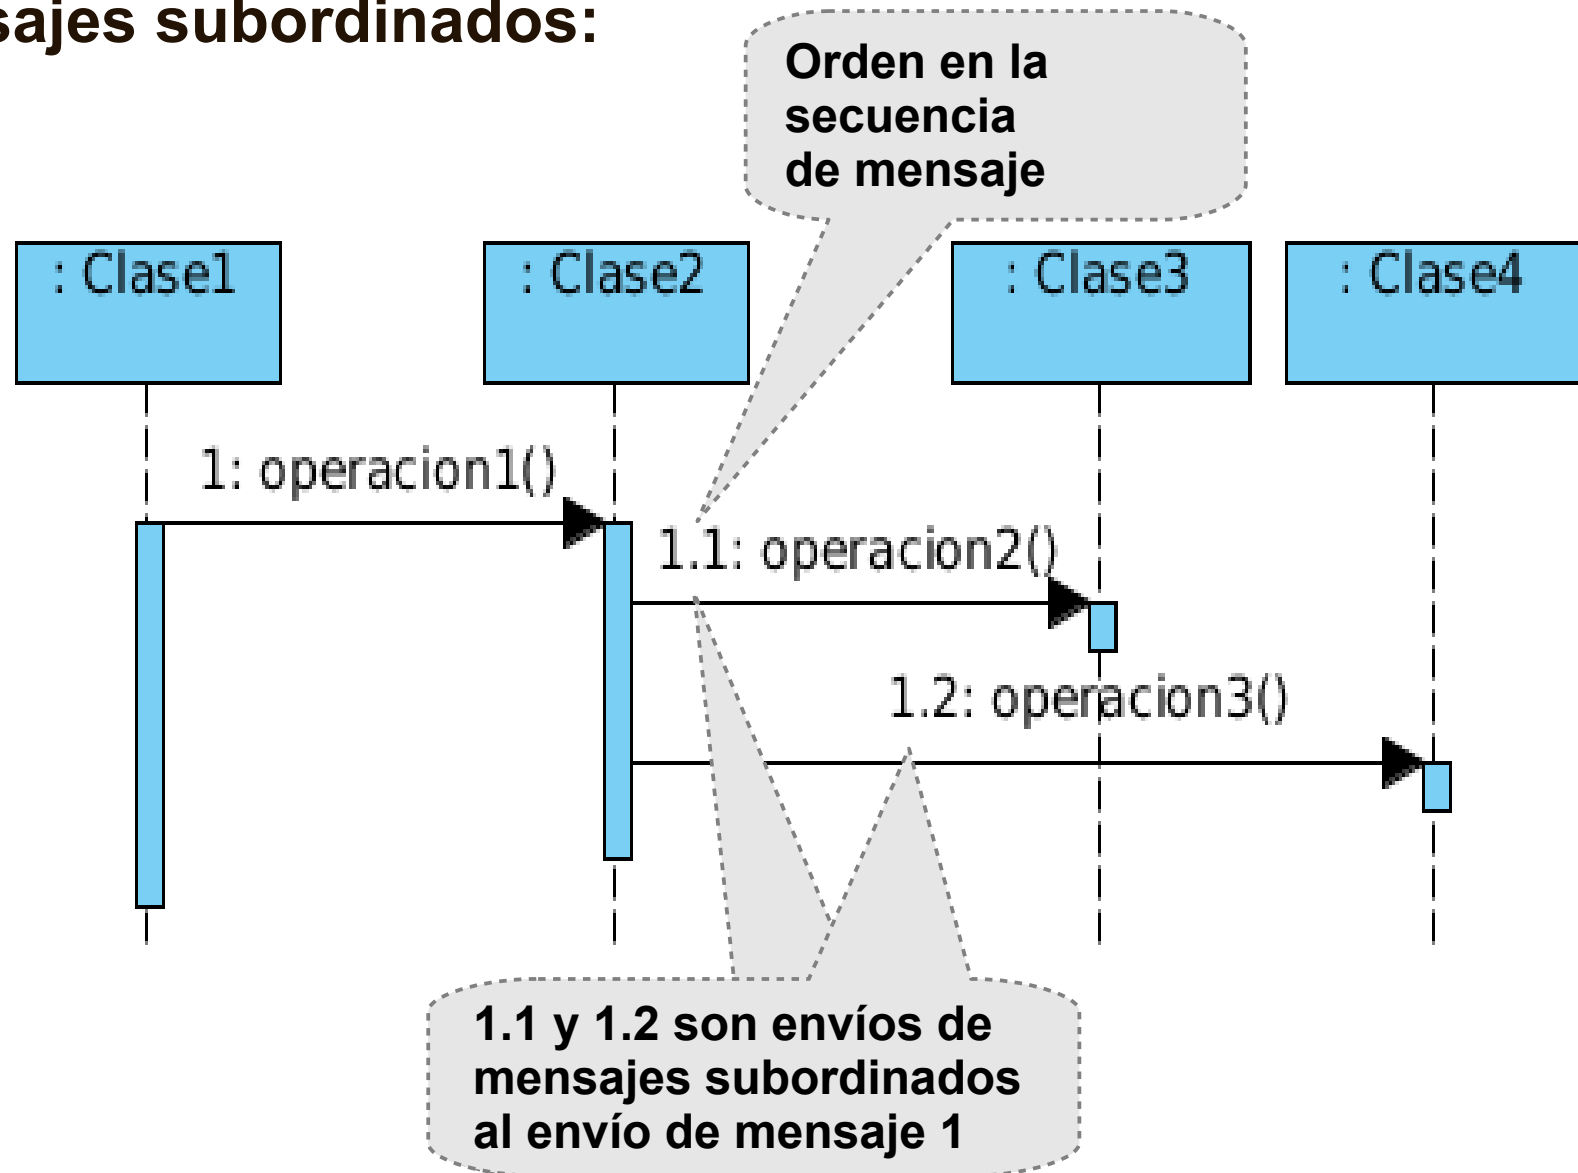 sajes subordinados:
Orden en la
secuencia
de mensaje
: Clase1
: Clase2
: Clase3
: Clase4
1: operacion1()
1.1: operacion2()
1.2: operacion3()
1.1 y 1.2 son envíos de
mensajes subordinados
al envío de mensaje 1